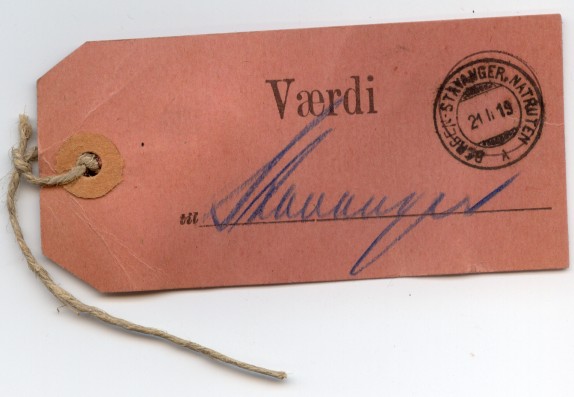 Værdi
BERGEN-STAVANGER, NATRUTEN A
21 II 19
til Stavanger